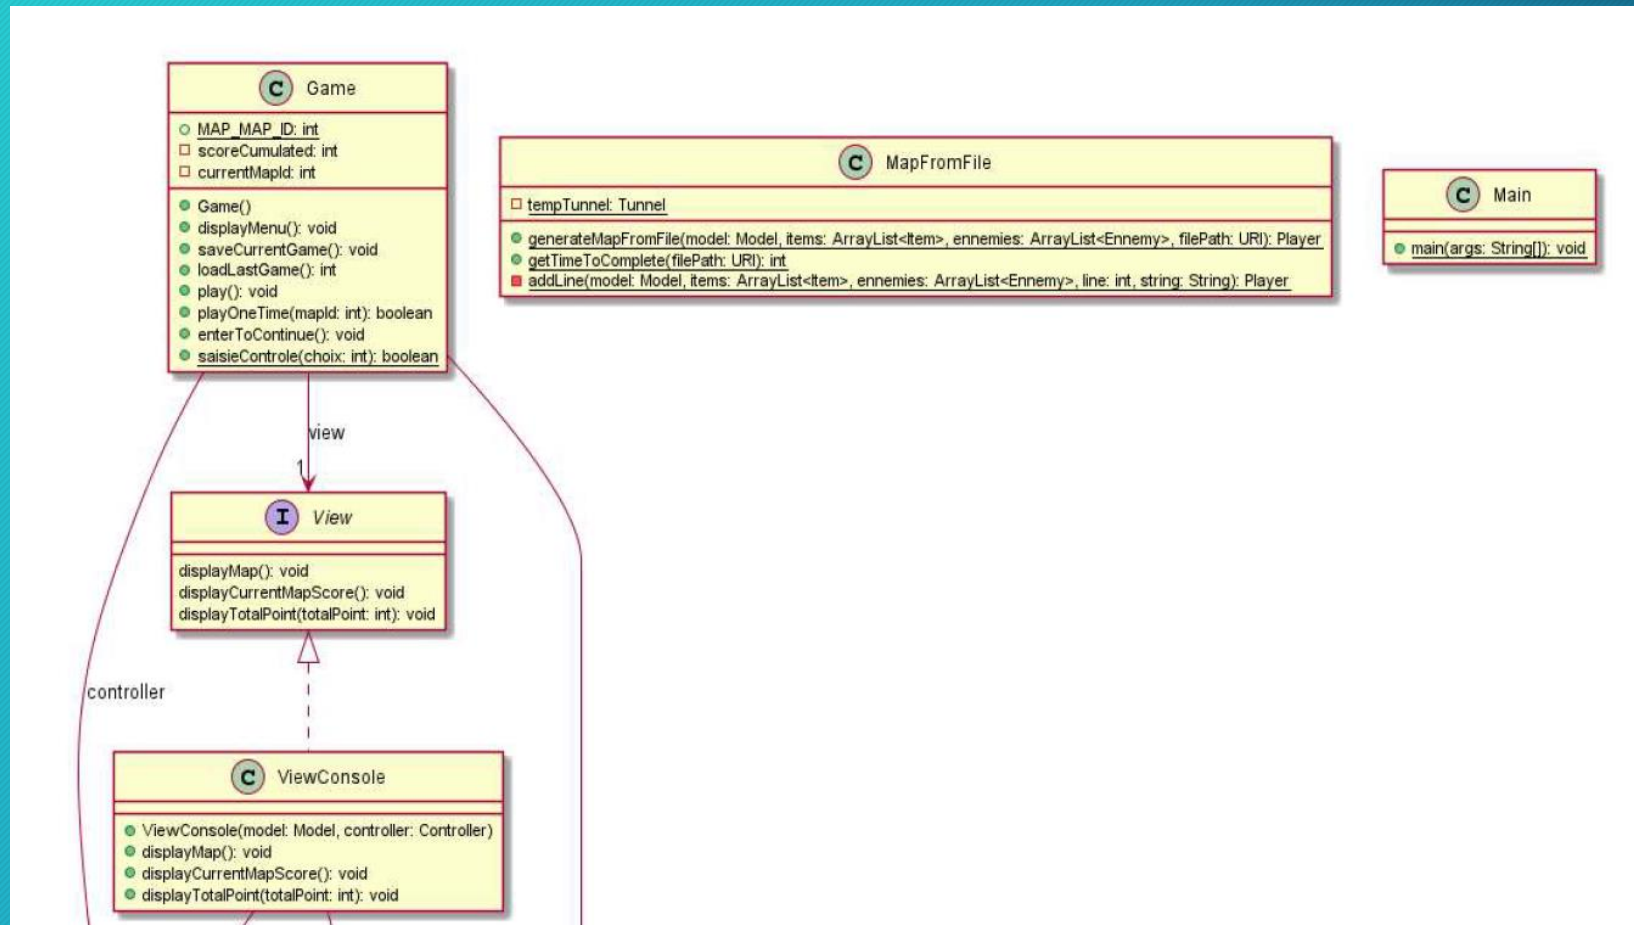 C Game
MAP_MAP_ID: int
scoreCumulated: int
currentMapId: int
Game()
displayMenu(): void
saveCurrentGame(): void
loadLastGame(): int
play(): void
playOneTime(mapId: int): boolean
enterToContinue(): void
saisieControle(choix: int): boolean
C MapFromFile
tempTunnel: Tunnel
generateMapFromFile(model: Model, items: ArrayList<Item>, ennemies: ArrayList<Ennemy>, filePath: URI): Player
getTimeToComplete(filePath: URI): int
addLine(model: Model, items: ArrayList<Item>, ennemies: ArrayList<Ennemy>, line: int, string: String): Player
C Main
main(args: String[]): void
view
1
I View
displayMap(): void
displayCurrentMapScore(): void
displayTotalPoint(totalPoint: int): void
controller
C ViewConsole
ViewConsole(model: Model, controller: Controller)
displayMap(): void
displayCurrentMapScore(): void
displayTotalPoint(totalPoint: int): void